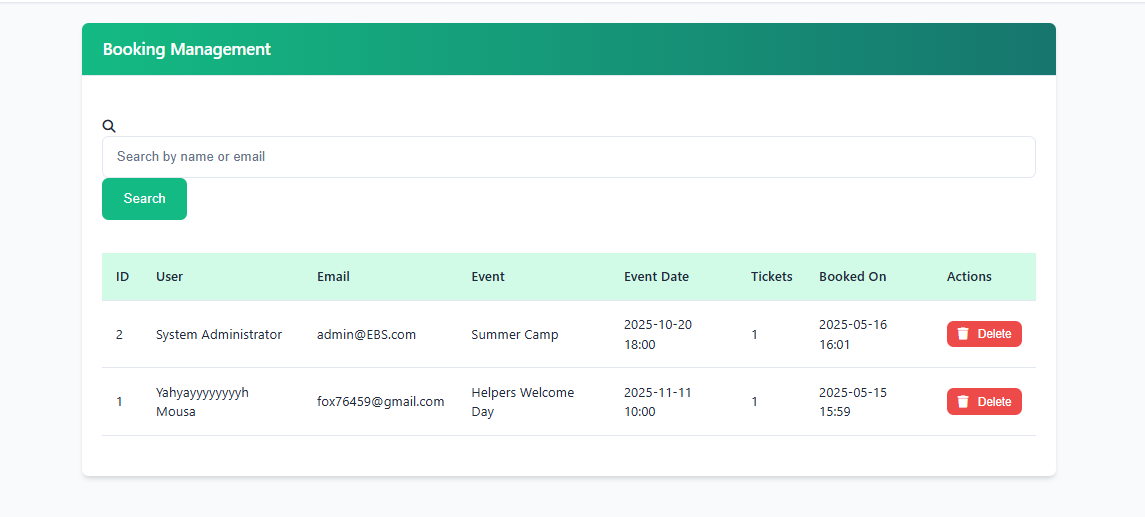 Booking Management
Search by name or email
Search
ID User Email Event Event Date Tickets Booked On Actions
2 System Administrator admin@EBS.com Summer Camp 2025-10-20 18:00 1 2025-05-16 16:01 Delete
1 Yahyayyyyyyyyh Mousa fox76459@gmail.com Helpers Welcome Day 2025-11-11 10:00 1 2025-05-15 15:59 Delete